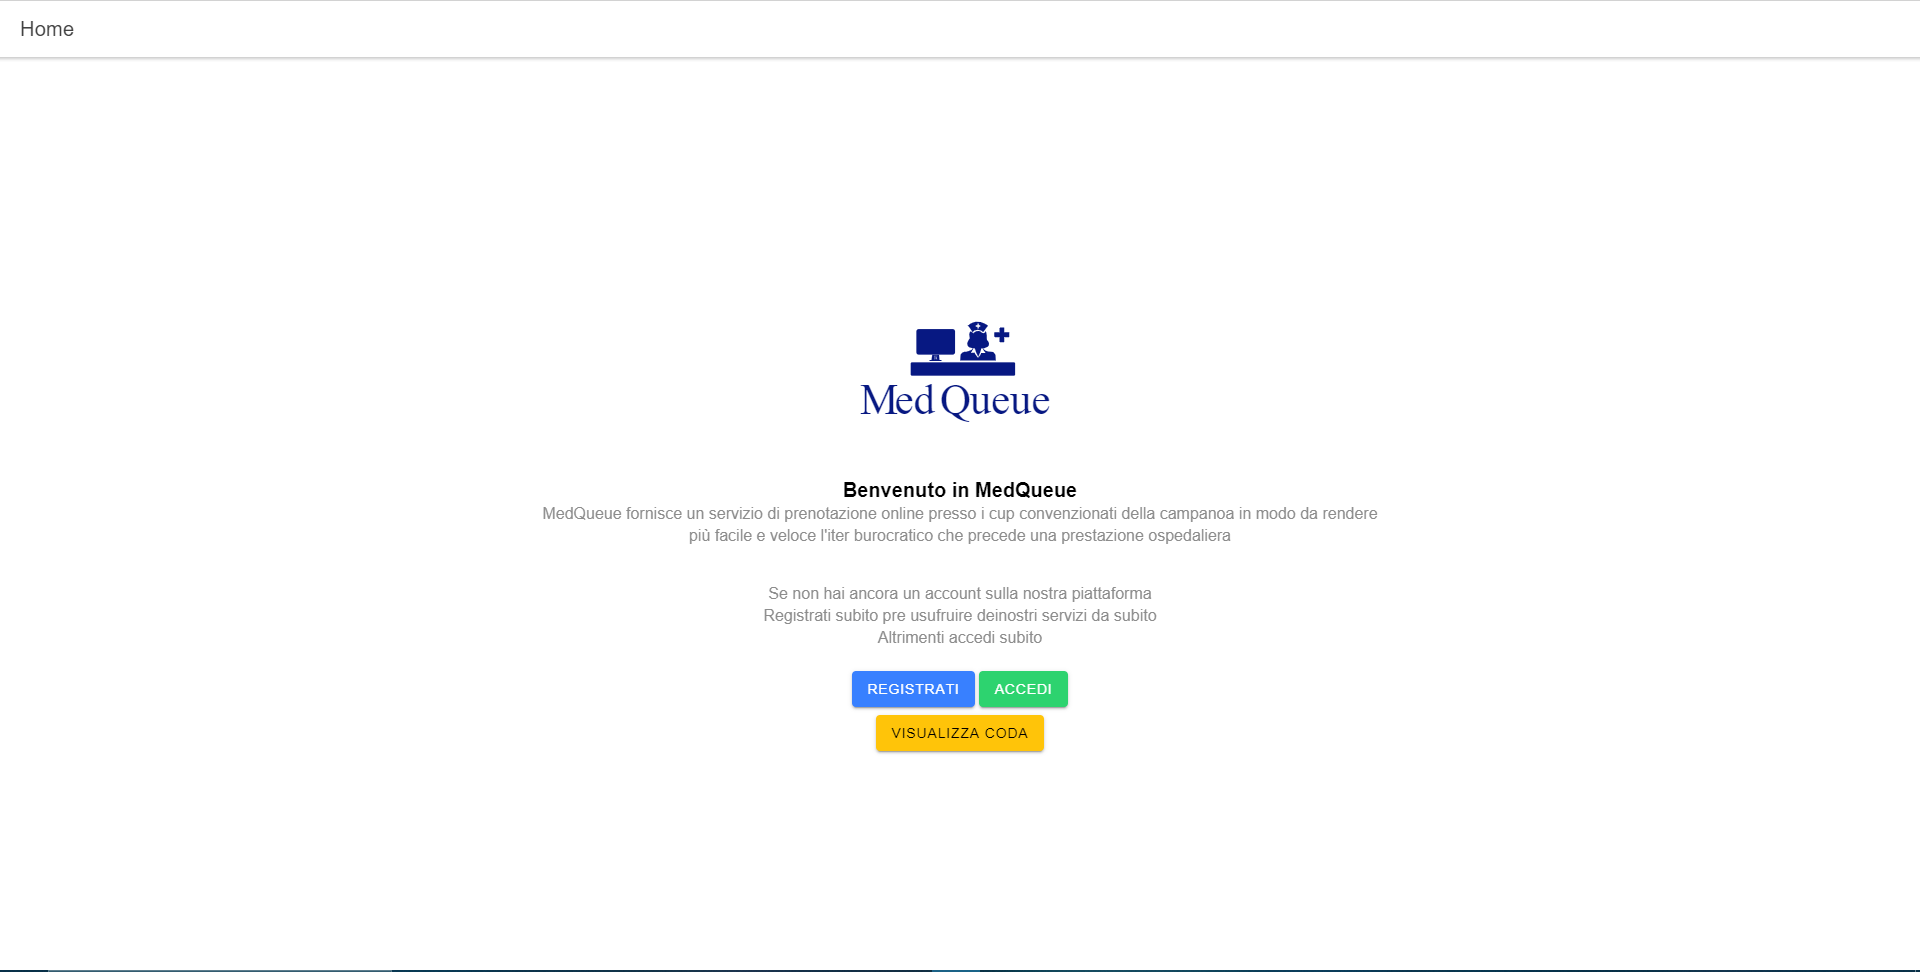 Home
Med Queue
Benvenuto in MedQueue
MedQueue fornisce un servizio di prenotazione online presso i cup convenzionati della campanoa in modo da rendere
più facile e veloce l'iter burocratico che precede una prestazione ospedaliera
Se non hai ancora un account sulla nostra piattaforma
Registrati subito pre usufruire deinostri servizi da subito
Altrimenti accedi subito
REGISTRATI ACCEDI
VISUALIZZA CODA